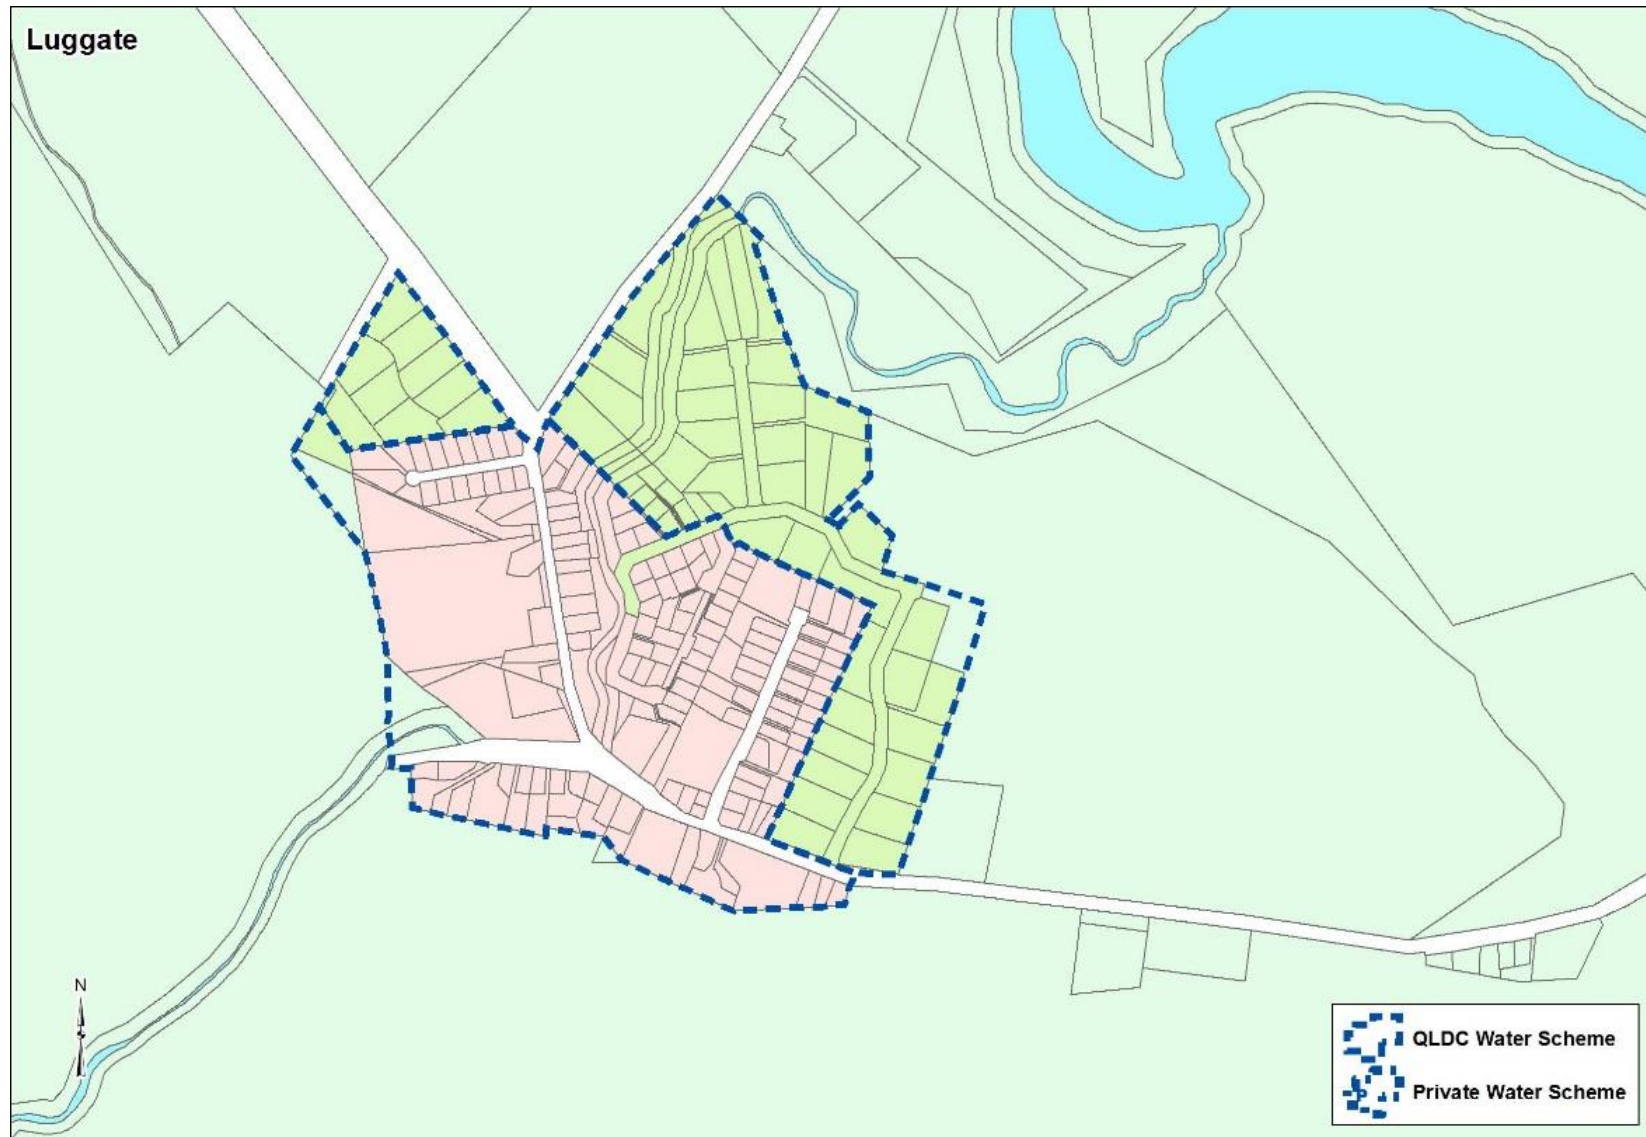 Luggate
N
QLDC Water Scheme
P
Private Water Scheme